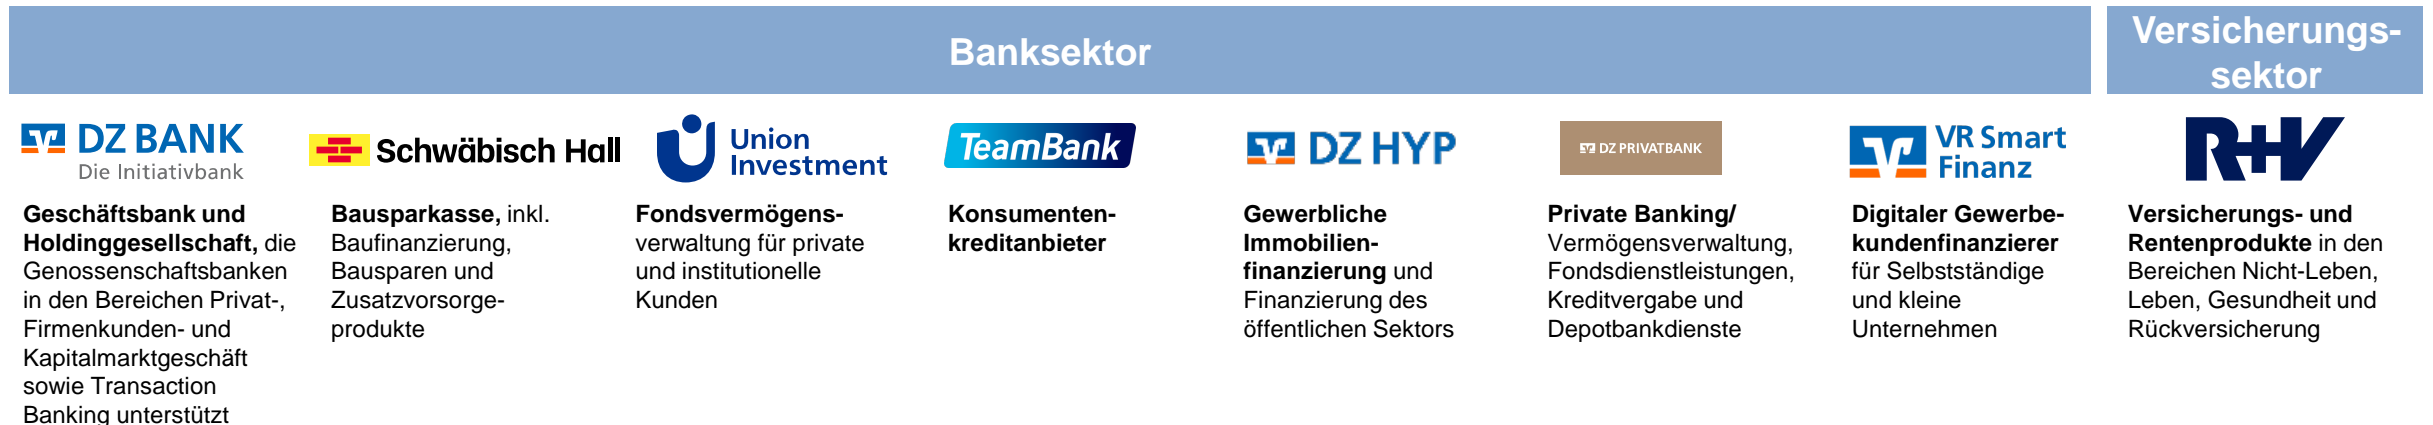 Banksektor
Versicherungs-
sektor
DZ BANK
Die Initiativbank
Geschäftsbank und
Holdinggesellschaft, die
Genossenschaftsbanken
in den Bereichen Privat-,
Firmenkunden- und
Kapitalmarktgeschäft
sowie Transaction
Banking unterstützt
Schwäbisch Hall
Bausparkasse, inkl.
Baufinanzierung,
Bausparen und
Zusatzvorsorge-
produkte
Union
Investment
Fondsvermögens-
verwaltung für private
und institutionelle
Kunden
TeamBank
Konsumenten-
kreditanbieter
DZ HYP
Gewerbliche
Immobilien-
finanzierung und
Finanzierung des
öffentlichen Sektors
DZ PRIVATBANK
Private Banking/
Vermögensverwaltung,
Fondsdienstleistungen,
Kreditvergabe und
Depotbankdienste
VR Smart
Finanz
Digitaler Gewerbe-
kundenfinanzierer
für Selbstständige
und kleine
Unternehmen
R+V
Versicherungs- und
Rentenprodukte in den
Bereichen Nicht-Leben,
Leben, Gesundheit und
Rückversicherung